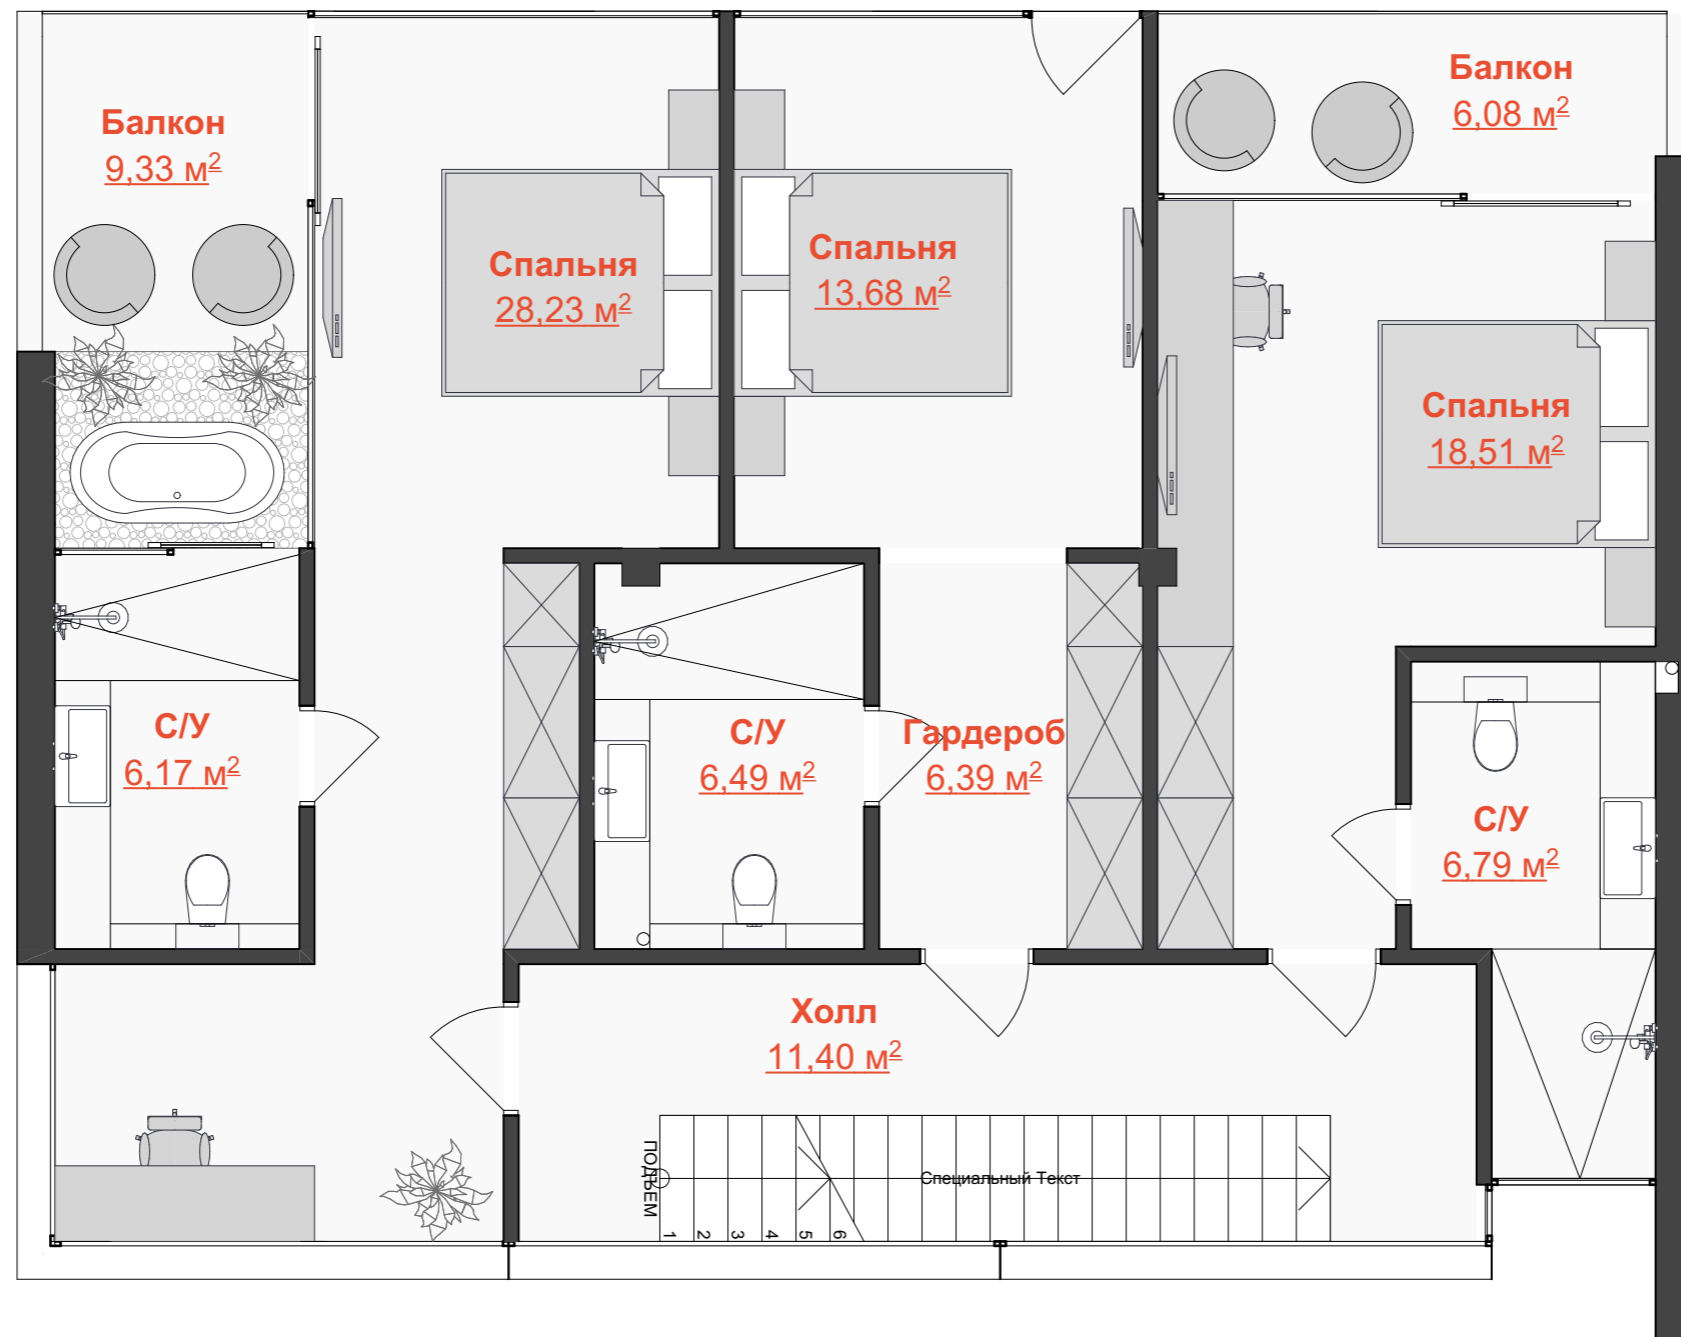 Балкон
9,33 м²
Спальня
28,23 м²
Спальня
13,68 м²
Балкон
6,08 м²
Спальня
18,51 м²
С/У
6,17 м²
С/У
6,49 м²
Гардероб
6,39 м²
С/У
6,79 м²
Холл
11,40 м²
ПОДЪЕМ
Специальный Текст
1 2 3 4 5 6